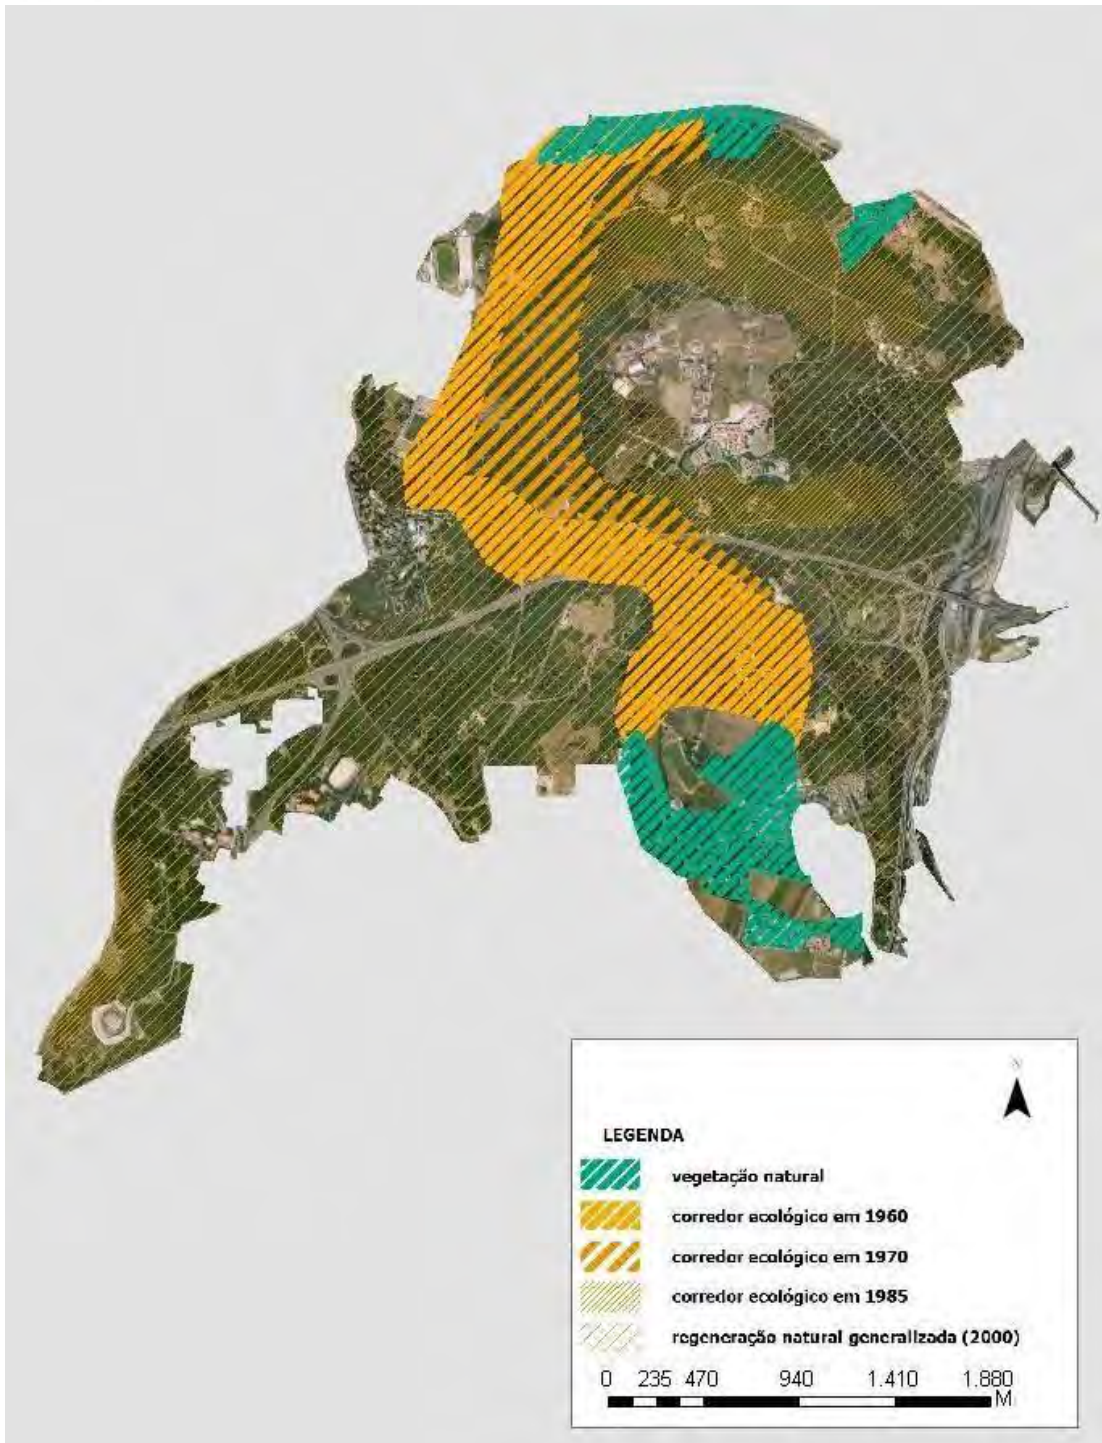 LEGENDA
vegetação natural
corredor ecológico em 1960
corredor ecológico em 1970
corredor ecológico em 1985
regeneração natural generalizada (2000)
0 235 470 940 1.410 1.880
M